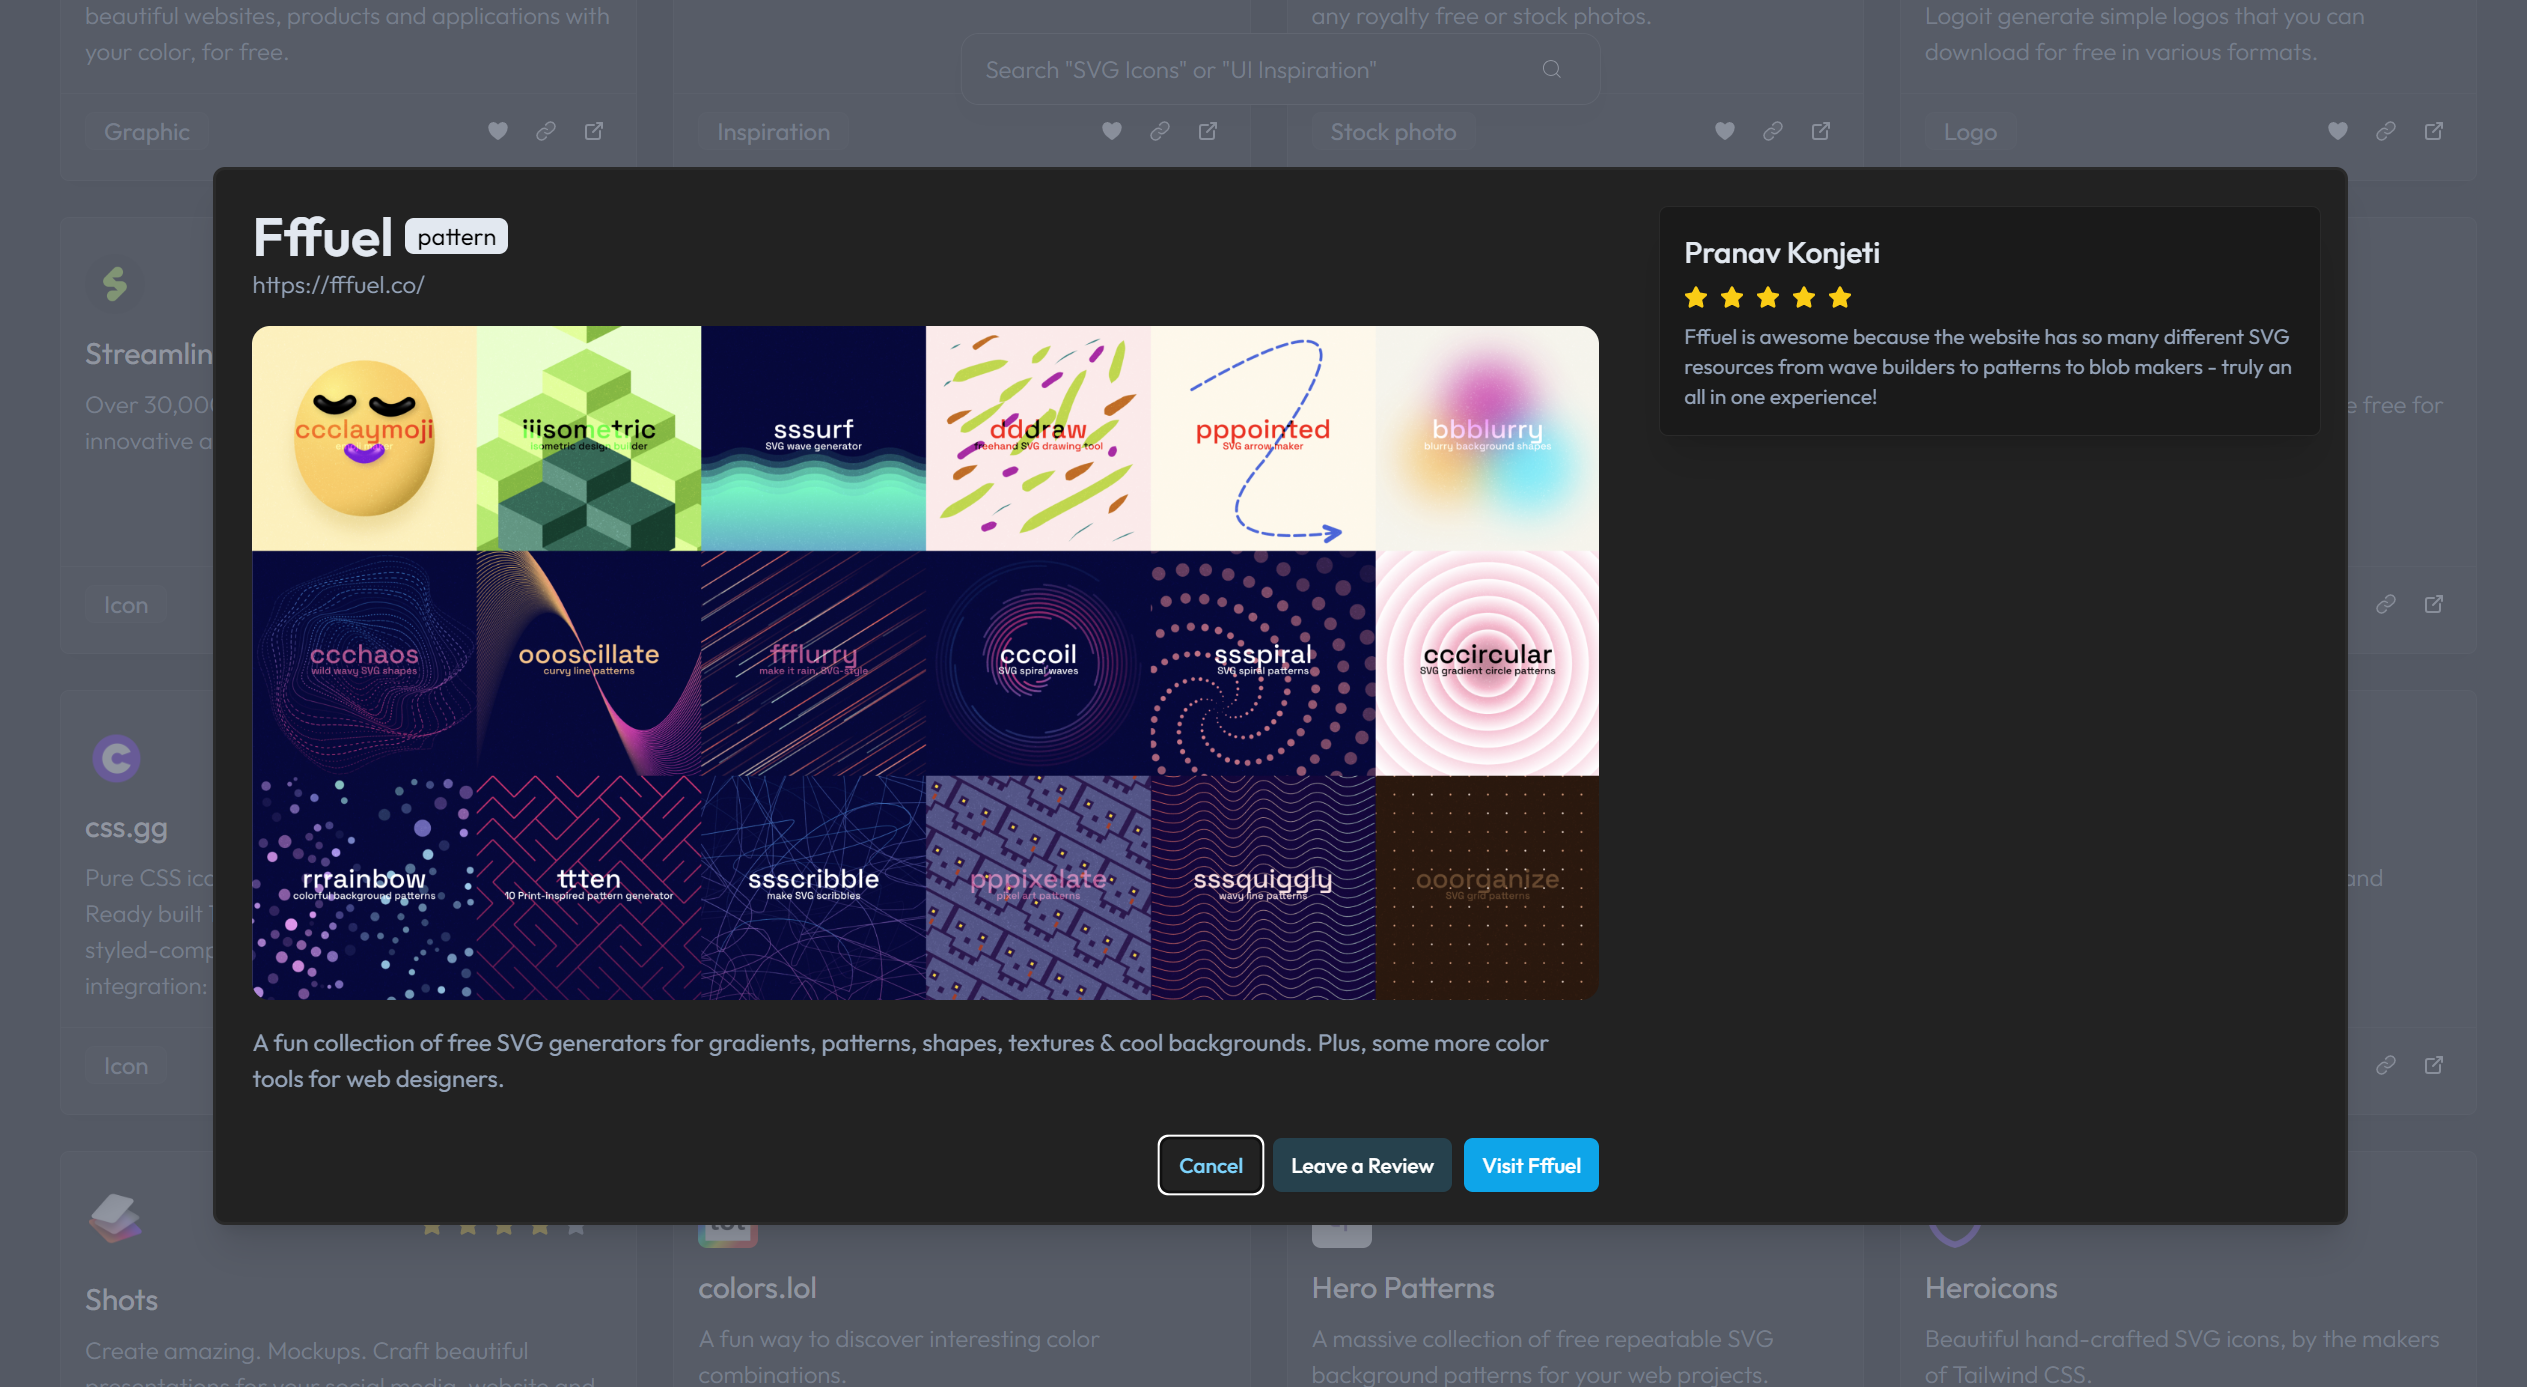 beautiful websites, products and applications with
your color, for free.
any royalty free or stock photos.
Logoit generate simple logos that you can
download for free in various formats.
Search "SVG Icons" or "UI Inspiration"
Graphic
Inspiration
Stock photo
Logo
Fffuel
pattern
https://fffuel.co/
ccclaymoji
iiisometric
isometric design builder
sssurf
SVG wave generator
dddraw
freehand SVG drawing tool
pppointed
SVG arrow maker
bbblurry
blurry background shapes
ccchaos
wild wavy SVG shapes
oooscillate
curvy line patterns
ffflurry
make it rain, SVG-style
cccoil
SVG spiral waves
ssspiral
SVG spiral patterns
cccircular
SVG gradient circle patterns
rrrainbow
colorful background patterns
ttten
10 Print-Inspired pattern generator
ssscribble
make SVG scribbles
pppixelate
pixel art patterns
sssquiggly
wavy line patterns
ooorganize
SVG grid patterns
A fun collection of free SVG generators for gradients, patterns, shapes, textures & cool backgrounds. Plus, some more color
tools for web designers.
Cancel
Leave a Review
Visit Fffuel
Pranav Konjeti
Fffuel is awesome because the website has so many different SVG
resources from wave builders to patterns to blob makers - truly an
all in one experience!
Streamlin
Over 30,000
innovative a
e free for
Icon
css.gg
Pure CSS ico
Ready built
styled-comp
integration:
and
Icon
Shots
Create amazing. Mockups. Craft beautiful
presentations for your social media, website and
colors.lol
A fun way to discover interesting color
combinations.
Hero Patterns
A massive collection of free repeatable SVG
background patterns for your web projects.
Heroicons
Beautiful hand-crafted SVG icons, by the makers
of Tailwind CSS.